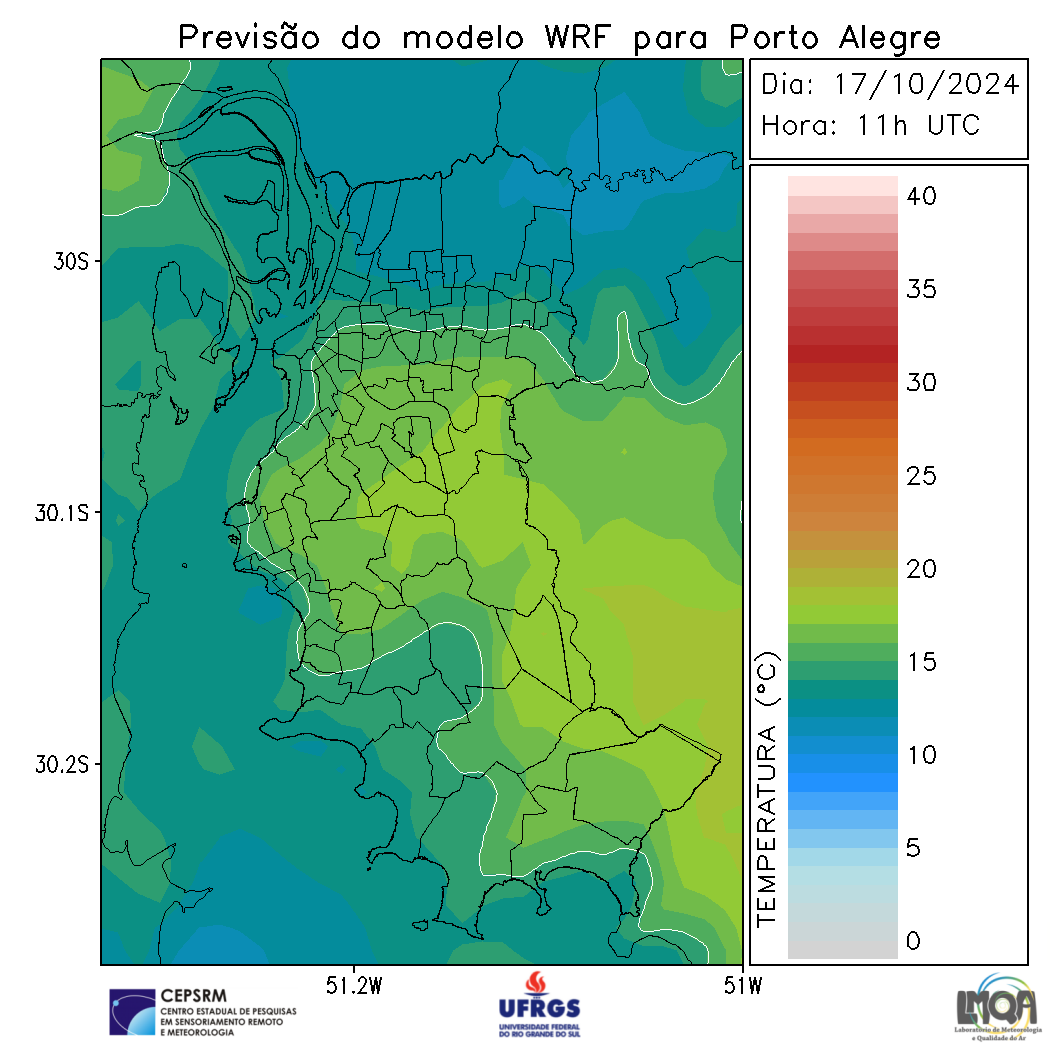 Previsão do modelo WRF para Porto Alegre
Dia: 17/10/2024
Hora: 11h UTC
30S
30.1S
30.2S
51.2W
51W
TEMPERATURA (°C)
40
35
30
25
20
15
10
5
0
CEPSRM
CENTRO ESTADUAL DE PESQUISAS
EM SENSORIAMENTO REMOTO
E METEOROLOGIA
UFRGS
UNIVERSIDADE FEDERAL
DO RIO GRANDE DO SUL
LMQA
Laboratório de Meteorologia
e Qualidade do Ar